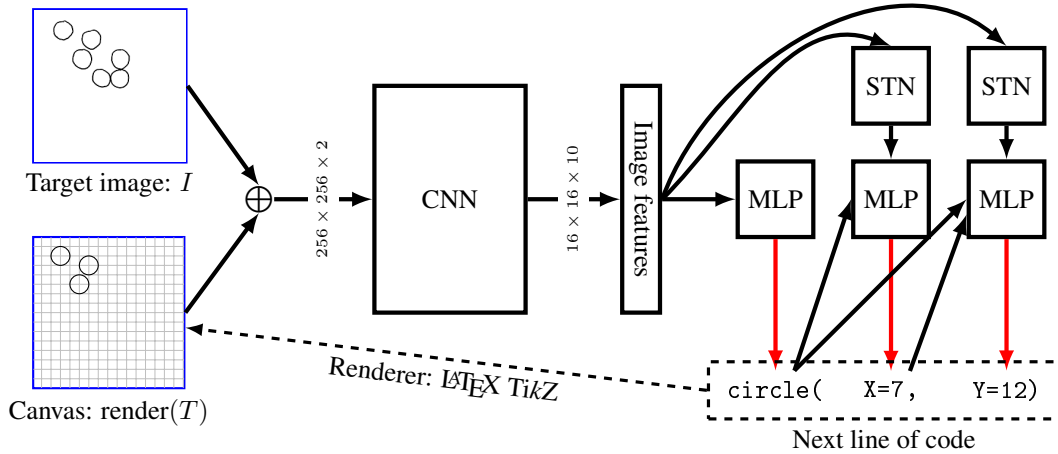 Target image: I
Canvas: render(T)
256 × 256 × 2
CNN
16 × 16 × 10
Image features
STN
STN
MLP
MLP
MLP
Renderer: LATEX TikZ
circle( X=7, Y=12)
Next line of code